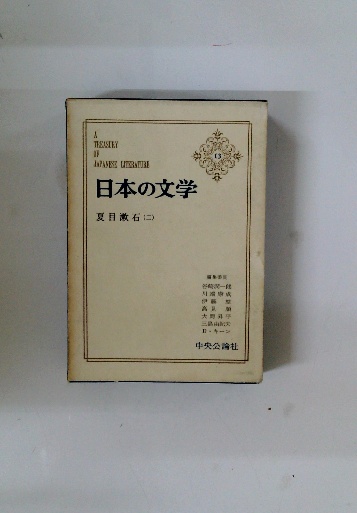 A
TREASURY
OF
JAPANESE LITERATURE
13
日本の文学
夏目漱石(二)
編集委員
谷崎潤一郎
川端康成
伊藤整
高見順
大岡昇平
三島由紀夫
D・キーン
中央公論社